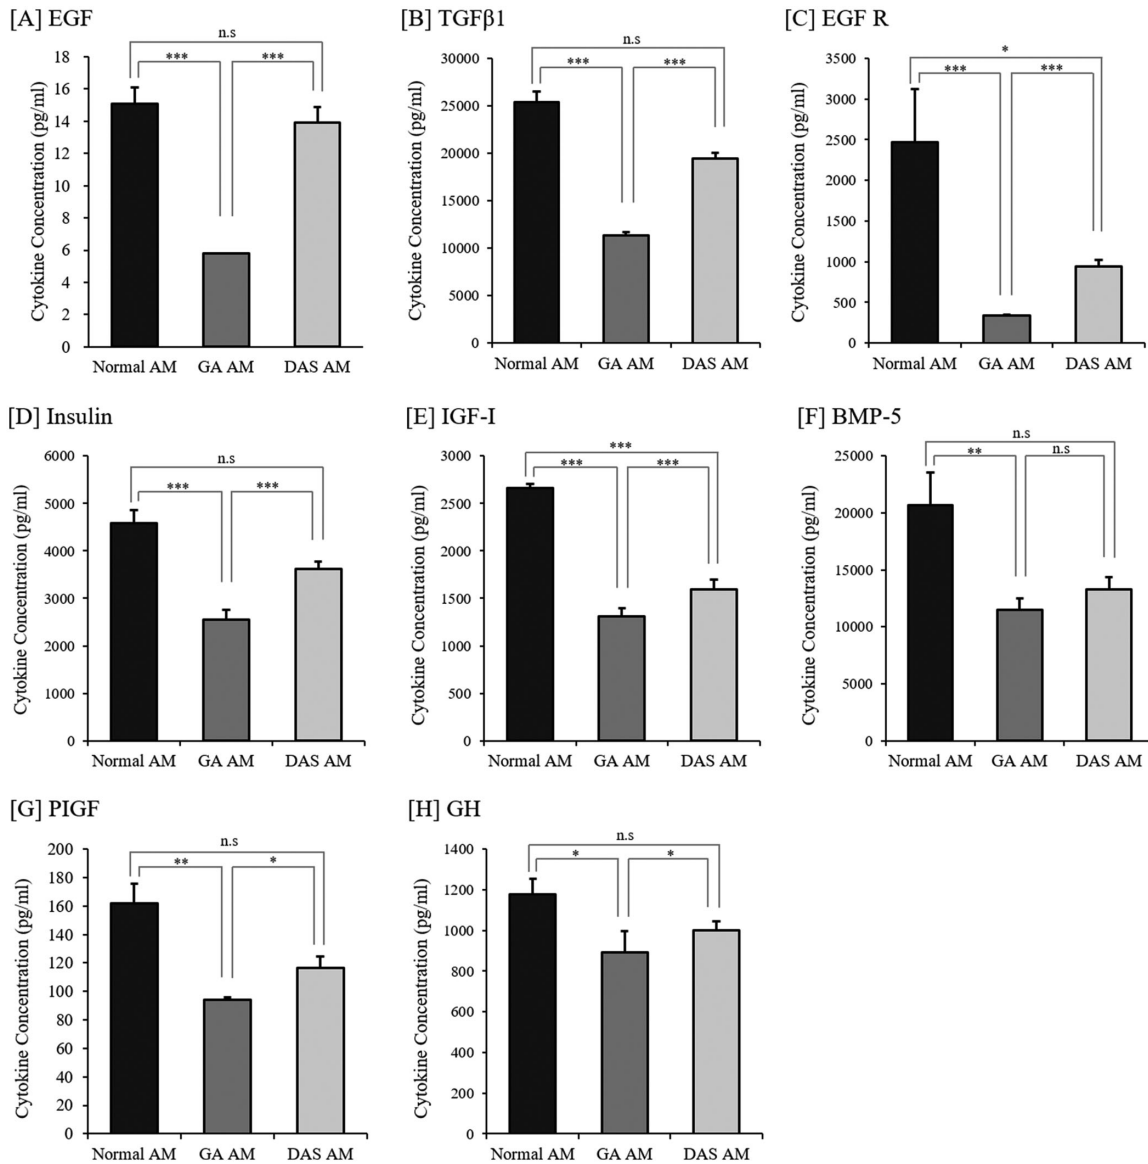 [A] EGF
n.s
*** ***
Cytokine Concentration (pg/ml)
18
16
14
12
10
8
6
4
2
0
Normal AM GA AM DAS AM
[B] TGFβ1
n.s
*** ***
Cytokine Concentration (pg/ml)
30000
25000
20000
15000
10000
5000
0
Normal AM GA AM DAS AM
[C] EGF R
*
*** ***
Cytokine Concentration (pg/ml)
3500
3000
2500
2000
1500
1000
500
0
Normal AM GA AM DAS AM
[D] Insulin
n.s
*** ***
Cytokine Concentration (pg/ml)
6000
5000
4000
3000
2000
1000
0
Normal AM GA AM DAS AM
[E] IGF-I
***
*** ***
Cytokine Concentration (pg/ml)
3000
2500
2000
1500
1000
500
0
Normal AM GA AM DAS AM
[F] BMP-5
n.s
** n.s
Cytokine Concentration (pg/ml)
25000
20000
15000
10000
5000
0
Normal AM GA AM DAS AM
[G] PIGF
n.s
** *
Cytokine Concentration (pg/ml)
200
180
160
140
120
100
80
60
40
20
0
Normal AM GA AM DAS AM
[H] GH
n.s
* *
Cytokine Concentration (pg/ml)
1400
1200
1000
800
600
400
200
0
Normal AM GA AM DAS AM